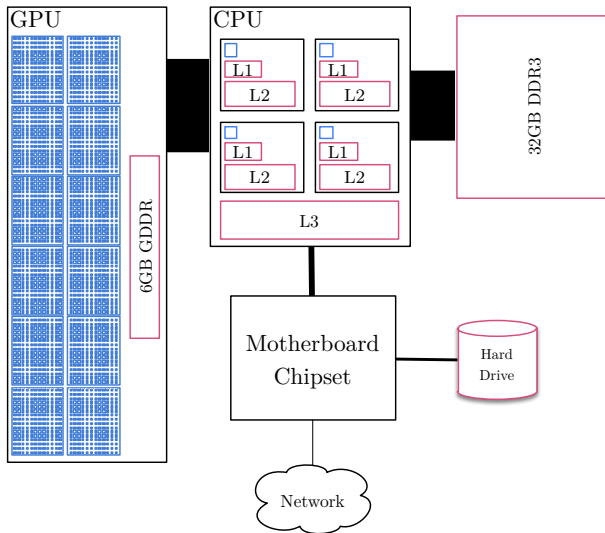 GPU
CPU
L1
L2
L1
L2
L1
L2
L1
L2
L3
32GB DDR3
6GB GDDR
Motherboard
Chipset
Hard
Drive
Network